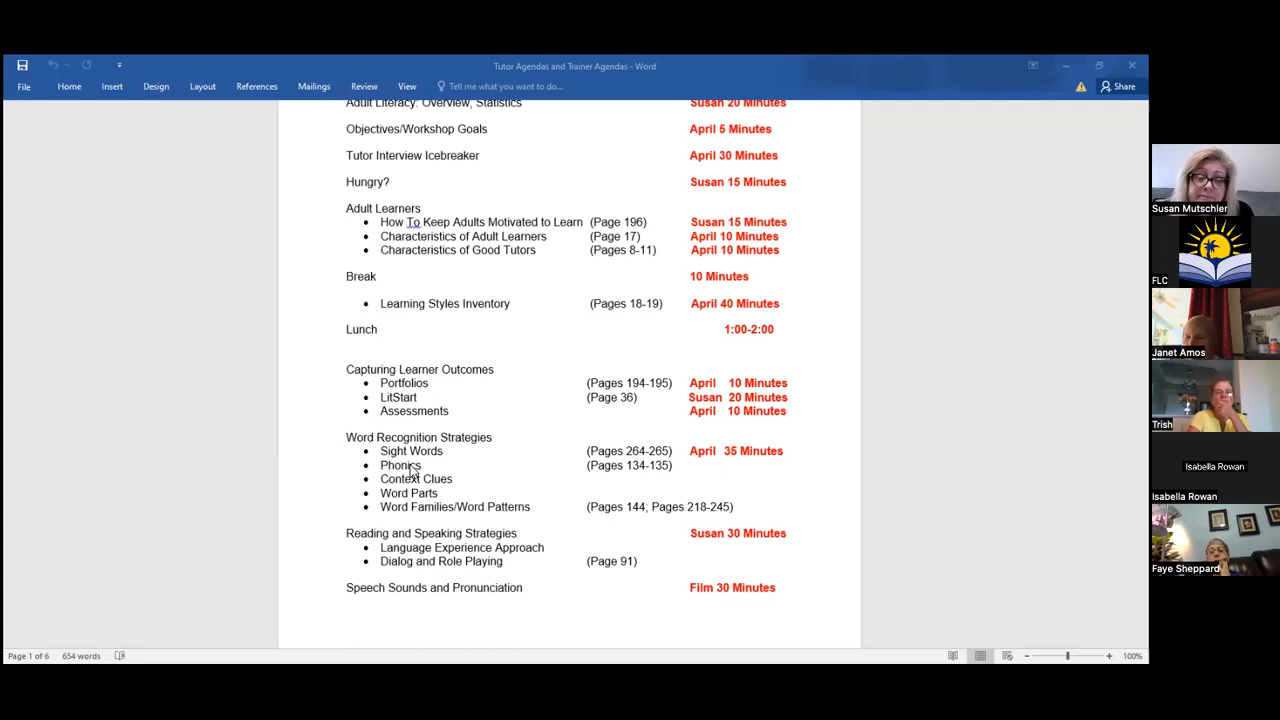 Tutor Agendas and Trainer Agendas - Word
File Home Insert Design Layout References Mailings Review View Tell me what you want to do... Share
Adult Literacy: Overview, Statistics Susan 20 Minutes
Objectives/Workshop Goals April 5 Minutes
Tutor Interview Icebreaker April 30 Minutes
Hungry? Susan 15 Minutes
Adult Learners
• How To Keep Adults Motivated to Learn (Page 196) Susan 15 Minutes
• Characteristics of Adult Learners (Page 17) April 10 Minutes
• Characteristics of Good Tutors (Pages 8-11) April 10 Minutes
Break 10 Minutes
• Learning Styles Inventory (Pages 18-19) April 40 Minutes
Lunch 1:00-2:00
Capturing Learner Outcomes
• Portfolios (Pages 194-195) April 10 Minutes
• LitStart (Page 36) Susan 20 Minutes
• Assessments April 10 Minutes
Word Recognition Strategies
• Sight Words (Pages 264-265) April 35 Minutes
• Phonics (Pages 134-135)
• Context Clues
• Word Parts
• Word Families/Word Patterns (Pages 144; Pages 218-245)
Reading and Speaking Strategies Susan 30 Minutes
• Language Experience Approach
• Dialog and Role Playing (Page 91)
Speech Sounds and Pronunciation Film 30 Minutes
Page 1 of 6 654 words 100%
Susan Mutschler
FLC
Janet Amos
Trish
Isabella Rowan
Isabella Rowan
Faye Sheppard